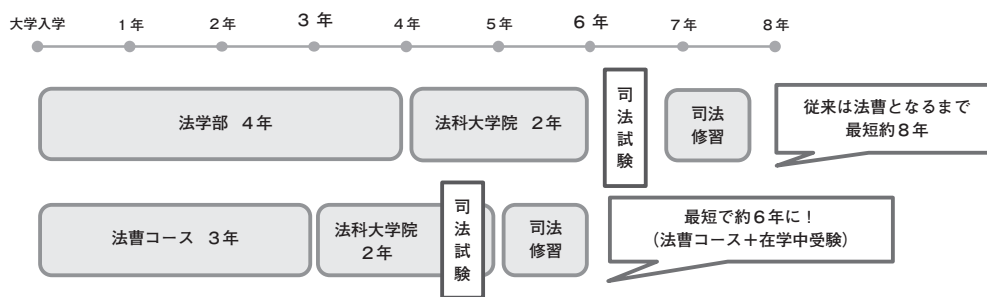 大学入学 1年 2年 3年 4年 5年 6年 7年 8年
法学部 4年
法科大学院 2年
司法試験
司法
修習
従来は法曹となるまで
最短約8年
法曹コース 3年
法科大学院
2年
司法試験
司法
修習
最短で約6年に！
（法曹コース＋在学中受験）